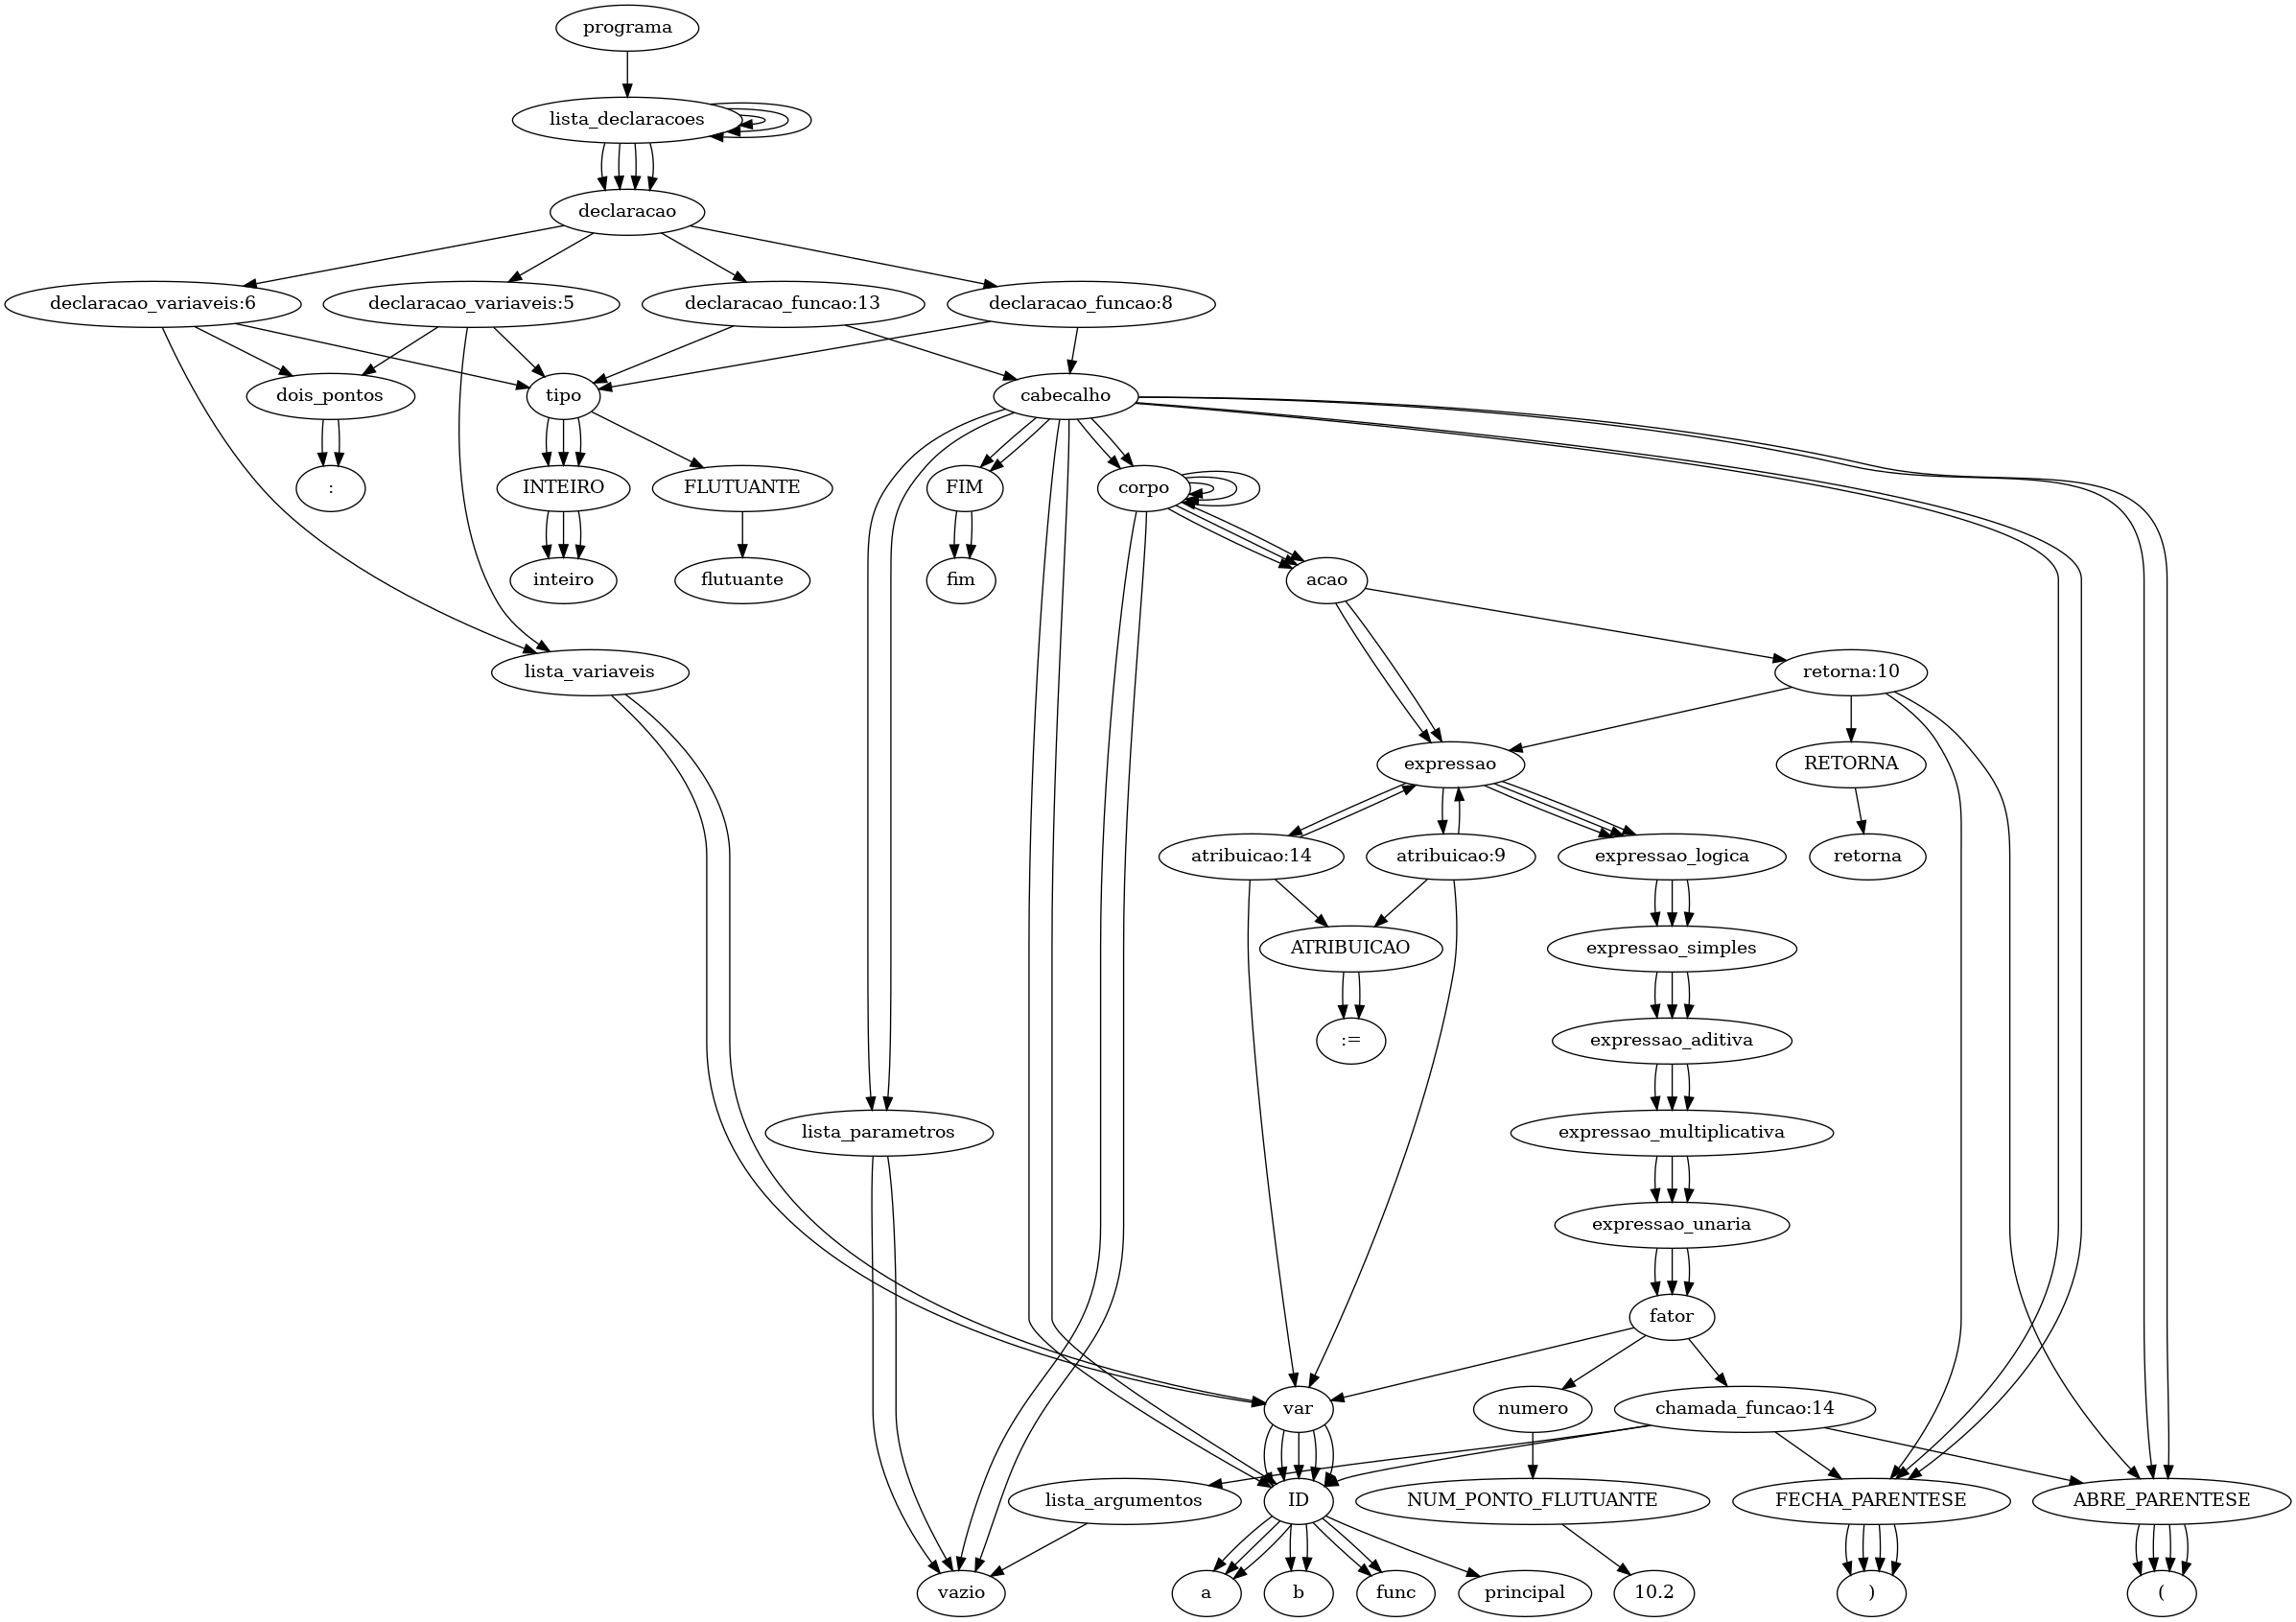 programa
lista_declaracoes
declaracao
declaracao_variaveis:6
declaracao_variaveis:5
declaracao_funcao:13
declaracao_funcao:8
dois_pontos
tipo
cabecalho
:
INTEIRO
FLUTUANTE
FIM
corpo
inteiro
flutuante
fim
acao
lista_variaveis
retorna:10
expressao
RETORNA
atribuicao:14
atribuicao:9
expressao_logica
retorna
ATRIBUICAO
expressao_simples
:=
expressao_aditiva
lista_parametros
expressao_multiplicativa
expressao_unaria
fator
var
numero
chamada_funcao:14
lista_argumentos
ID
NUM_PONTO_FLUTUANTE
FECHA_PARENTESE
ABRE_PARENTESE
vazio
a
b
func
principal
10.2
)
(